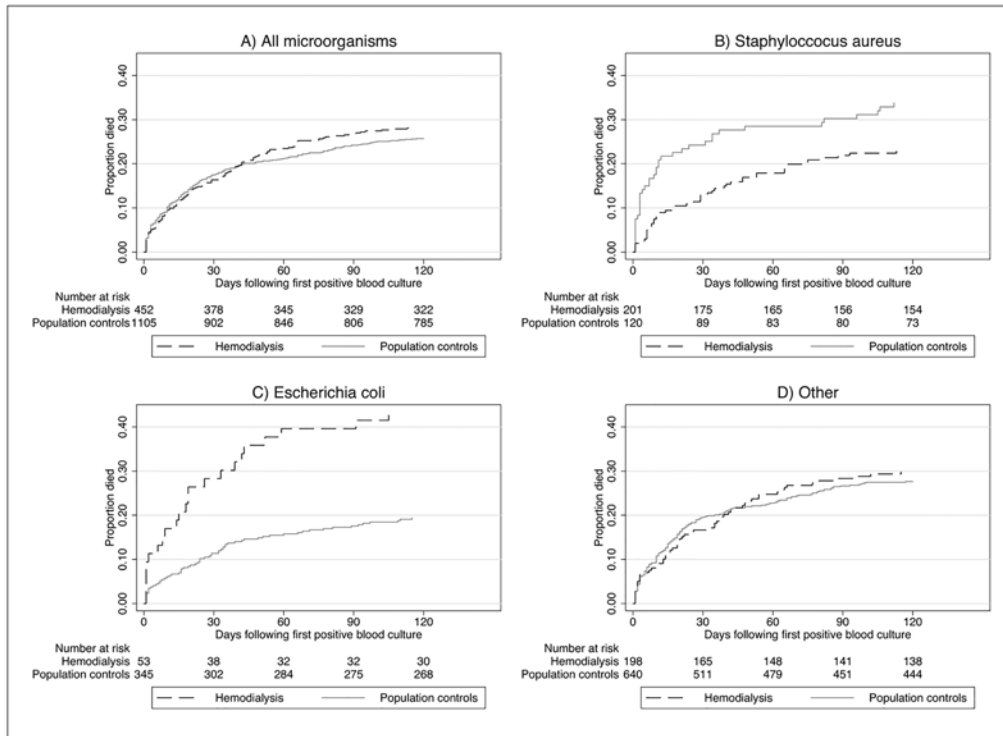 A) All microorganisms
Proportion died
0.00 0.10 0.20 0.30 0.40
0 30 60 90 120
Days following first positive blood culture
Number at risk
Hemodialysis 452 378 345 329 322
Population controls 1105 902 846 806 785
Hemodialysis Population controls
B) Staphyloccocus aureus
Proportion died
0.00 0.10 0.20 0.30 0.40
0 30 60 90 120
Days following first positive blood culture
Number at risk
Hemodialysis 201 175 165 156 154
Population controls 120 89 83 80 73
Hemodialysis Population controls
C) Escherichia coli
Proportion died
0.00 0.10 0.20 0.30 0.40
0 30 60 90 120
Days following first positive blood culture
Number at risk
Hemodialysis 53 38 32 32 30
Population controls 345 302 284 275 268
Hemodialysis Population controls
D) Other
Proportion died
0.00 0.10 0.20 0.30 0.40
0 30 60 90 120
Days following first positive blood culture
Number at risk
Hemodialysis 198 165 148 141 138
Population controls 640 511 479 451 444
Hemodialysis Population controls